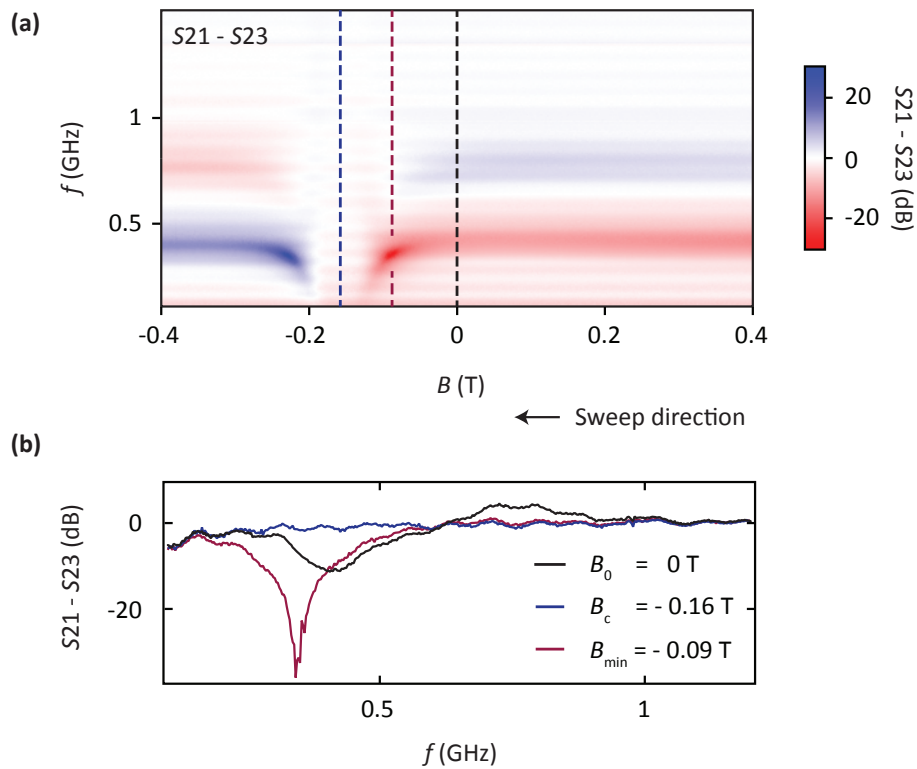 (a)
S21 - S23
1
0.5
f (GHz)
-0.4
-0.2
0
0.2
0.4
B (T)
20
0
-20
S21 - S23 (dB)
Sweep direction
(b)
0
-20
S21 - S23 (dB)
B0 = 0 T
Bc = - 0.16 T
Bmin = - 0.09 T
0.5
1
f (GHz)